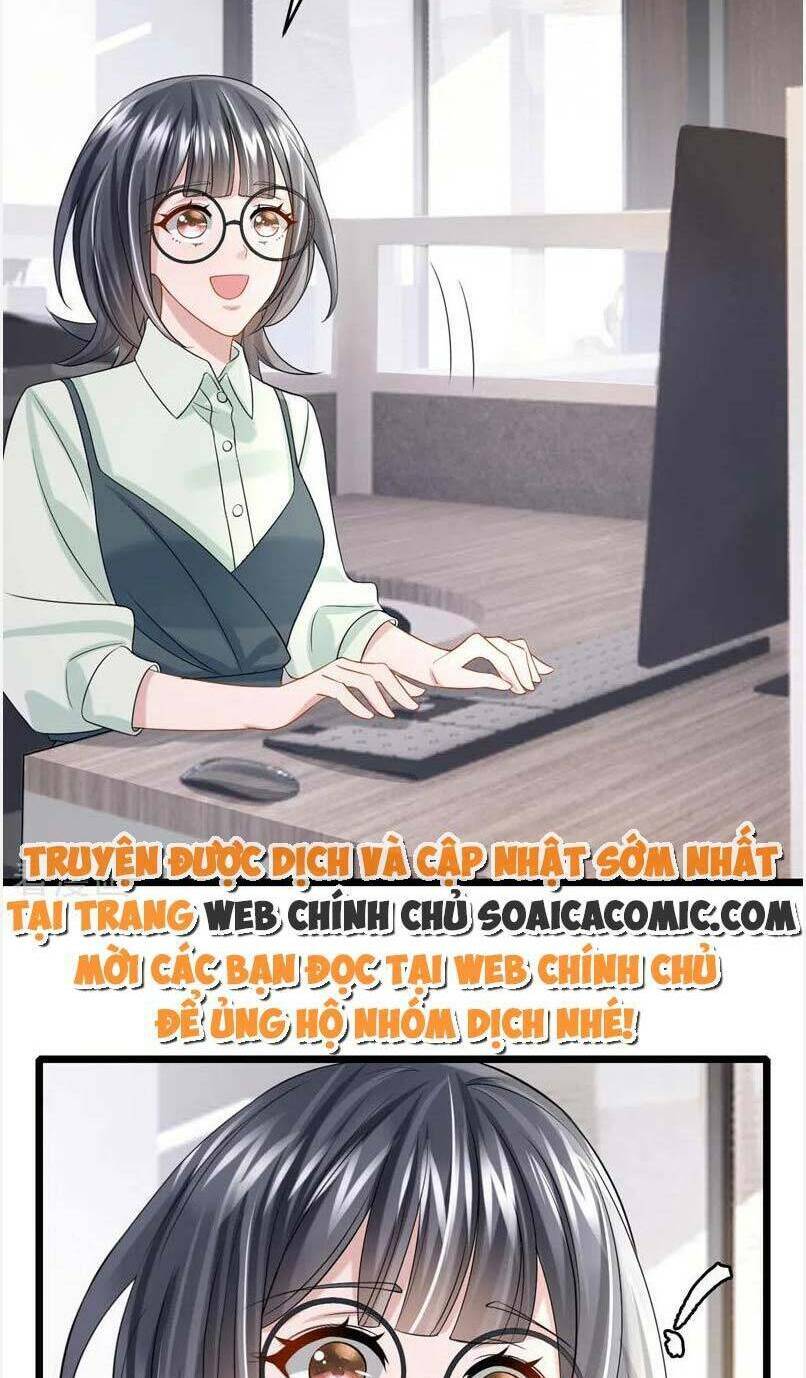 TRUYỆN ĐƯỢC DỊCH VÀ CẬP NHẬT SỚM NHẤT
TẠI TRANG WEB CHÍNH CHỦ SOAICACOMIC.COM
MỜI CÁC BẠN ĐỌC TẠI WEB CHÍNH CHỦ
ĐỂ ỦNG HỘ NHÓM DỊCH NHÉ!
!